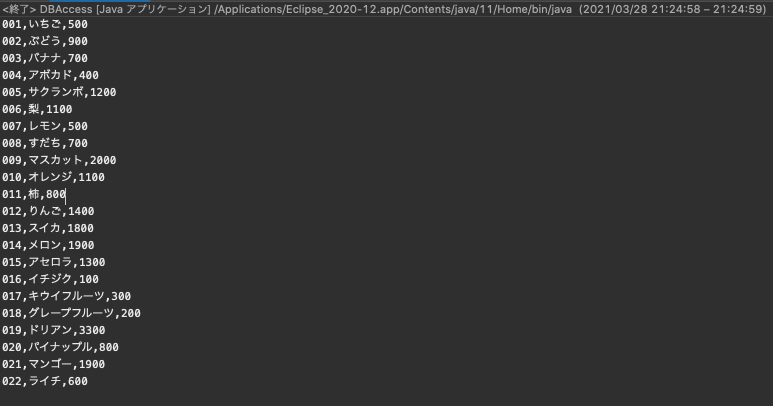 <終了> DBAccess [Java アプリケーション] /Applications/Eclipse_2020-12.app/Contents/java/11/Home/bin/java  (2021/03/28 21:24:58 – 21:24:59)
001,いちご,500
002,ぶどう,900
003,バナナ,700
004,アボカド,400
005,サクランボ,1200
006,梨,1100
007,レモン,500
008,すだち,700
009,マスカット,2000
010,オレンジ,1100
011,柿,800
012,りんご,1400
013,スイカ,1800
014,メロン,1900
015,アセロラ,1300
016,イチジク,100
017,キウイフルーツ,300
018,グレープフルーツ,200
019,ドリアン,3300
020,パイナップル,800
021,マンゴー,1900
022,ライチ,600